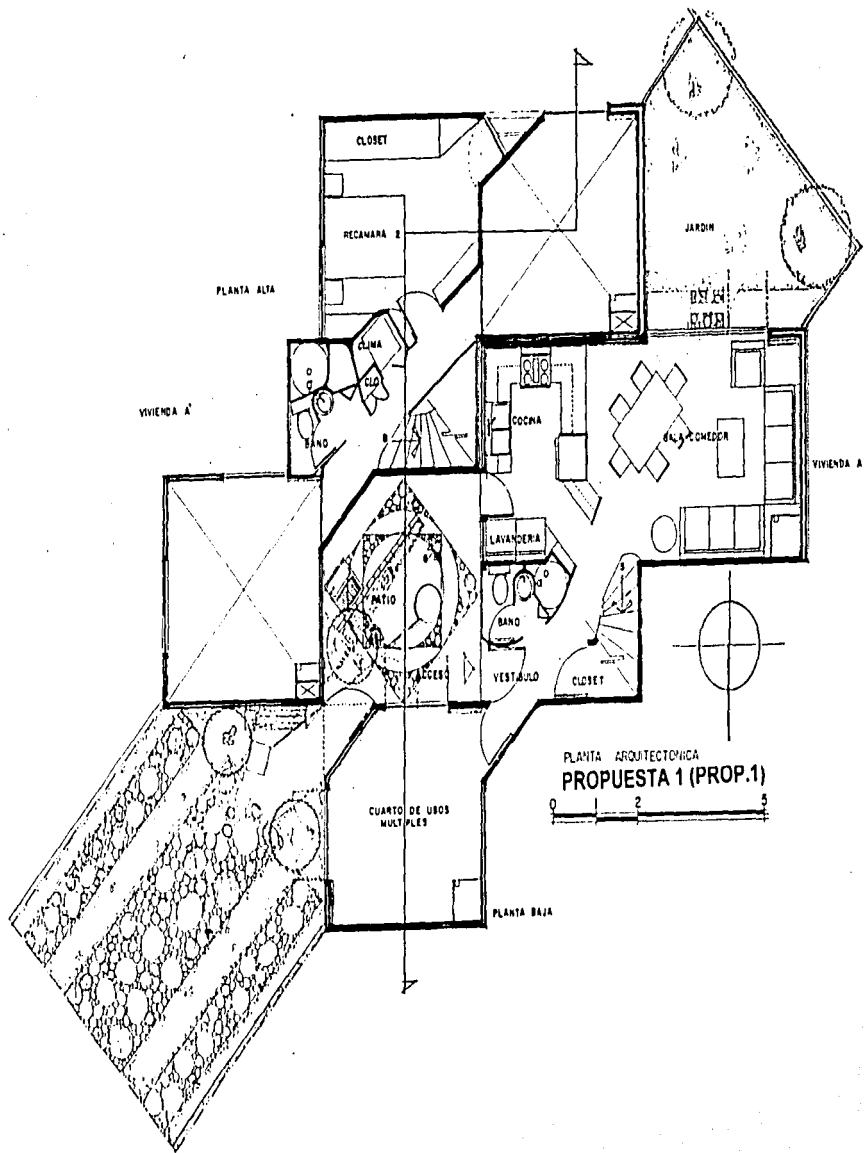 CLOSET
JARDIN
RECAMARA 2
PLANTA ALTA
CLIMA
CLO
VIVIENDA A'
COCINA
SALA-COMEDOR
BAÑO
B
VIVIENDA A
LAVANDERIA
PATIO
S
BAÑO
ACCESO
VESTIBULO
CLOSET
PLANTA ARQUITECTONICA
PROPUESTA 1 (PROP.1)
0 1 2 5
CUARTO DE USOS
MULTIPLES
PLANTA BAJA